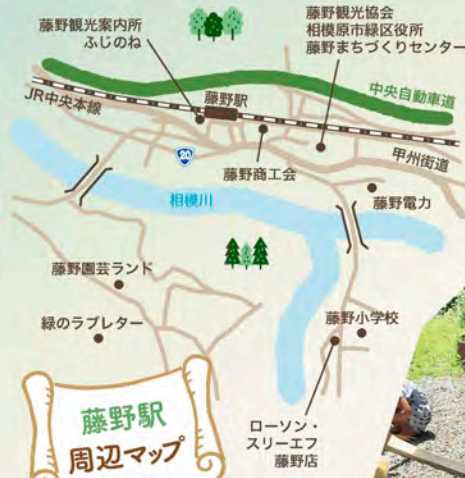 藤野観光案内所
ふじのね
藤野観光協会
相模原市緑区役所
藤野まちづくりセンター
中央自動車道
JR中央本線
藤野駅
甲州街道
20
藤野商工会
相模川
藤野電力
藤野園芸ランド
緑のラブレター
藤野小学校
ローソン・
スリーエフ
藤野店
藤野駅
周辺マップ